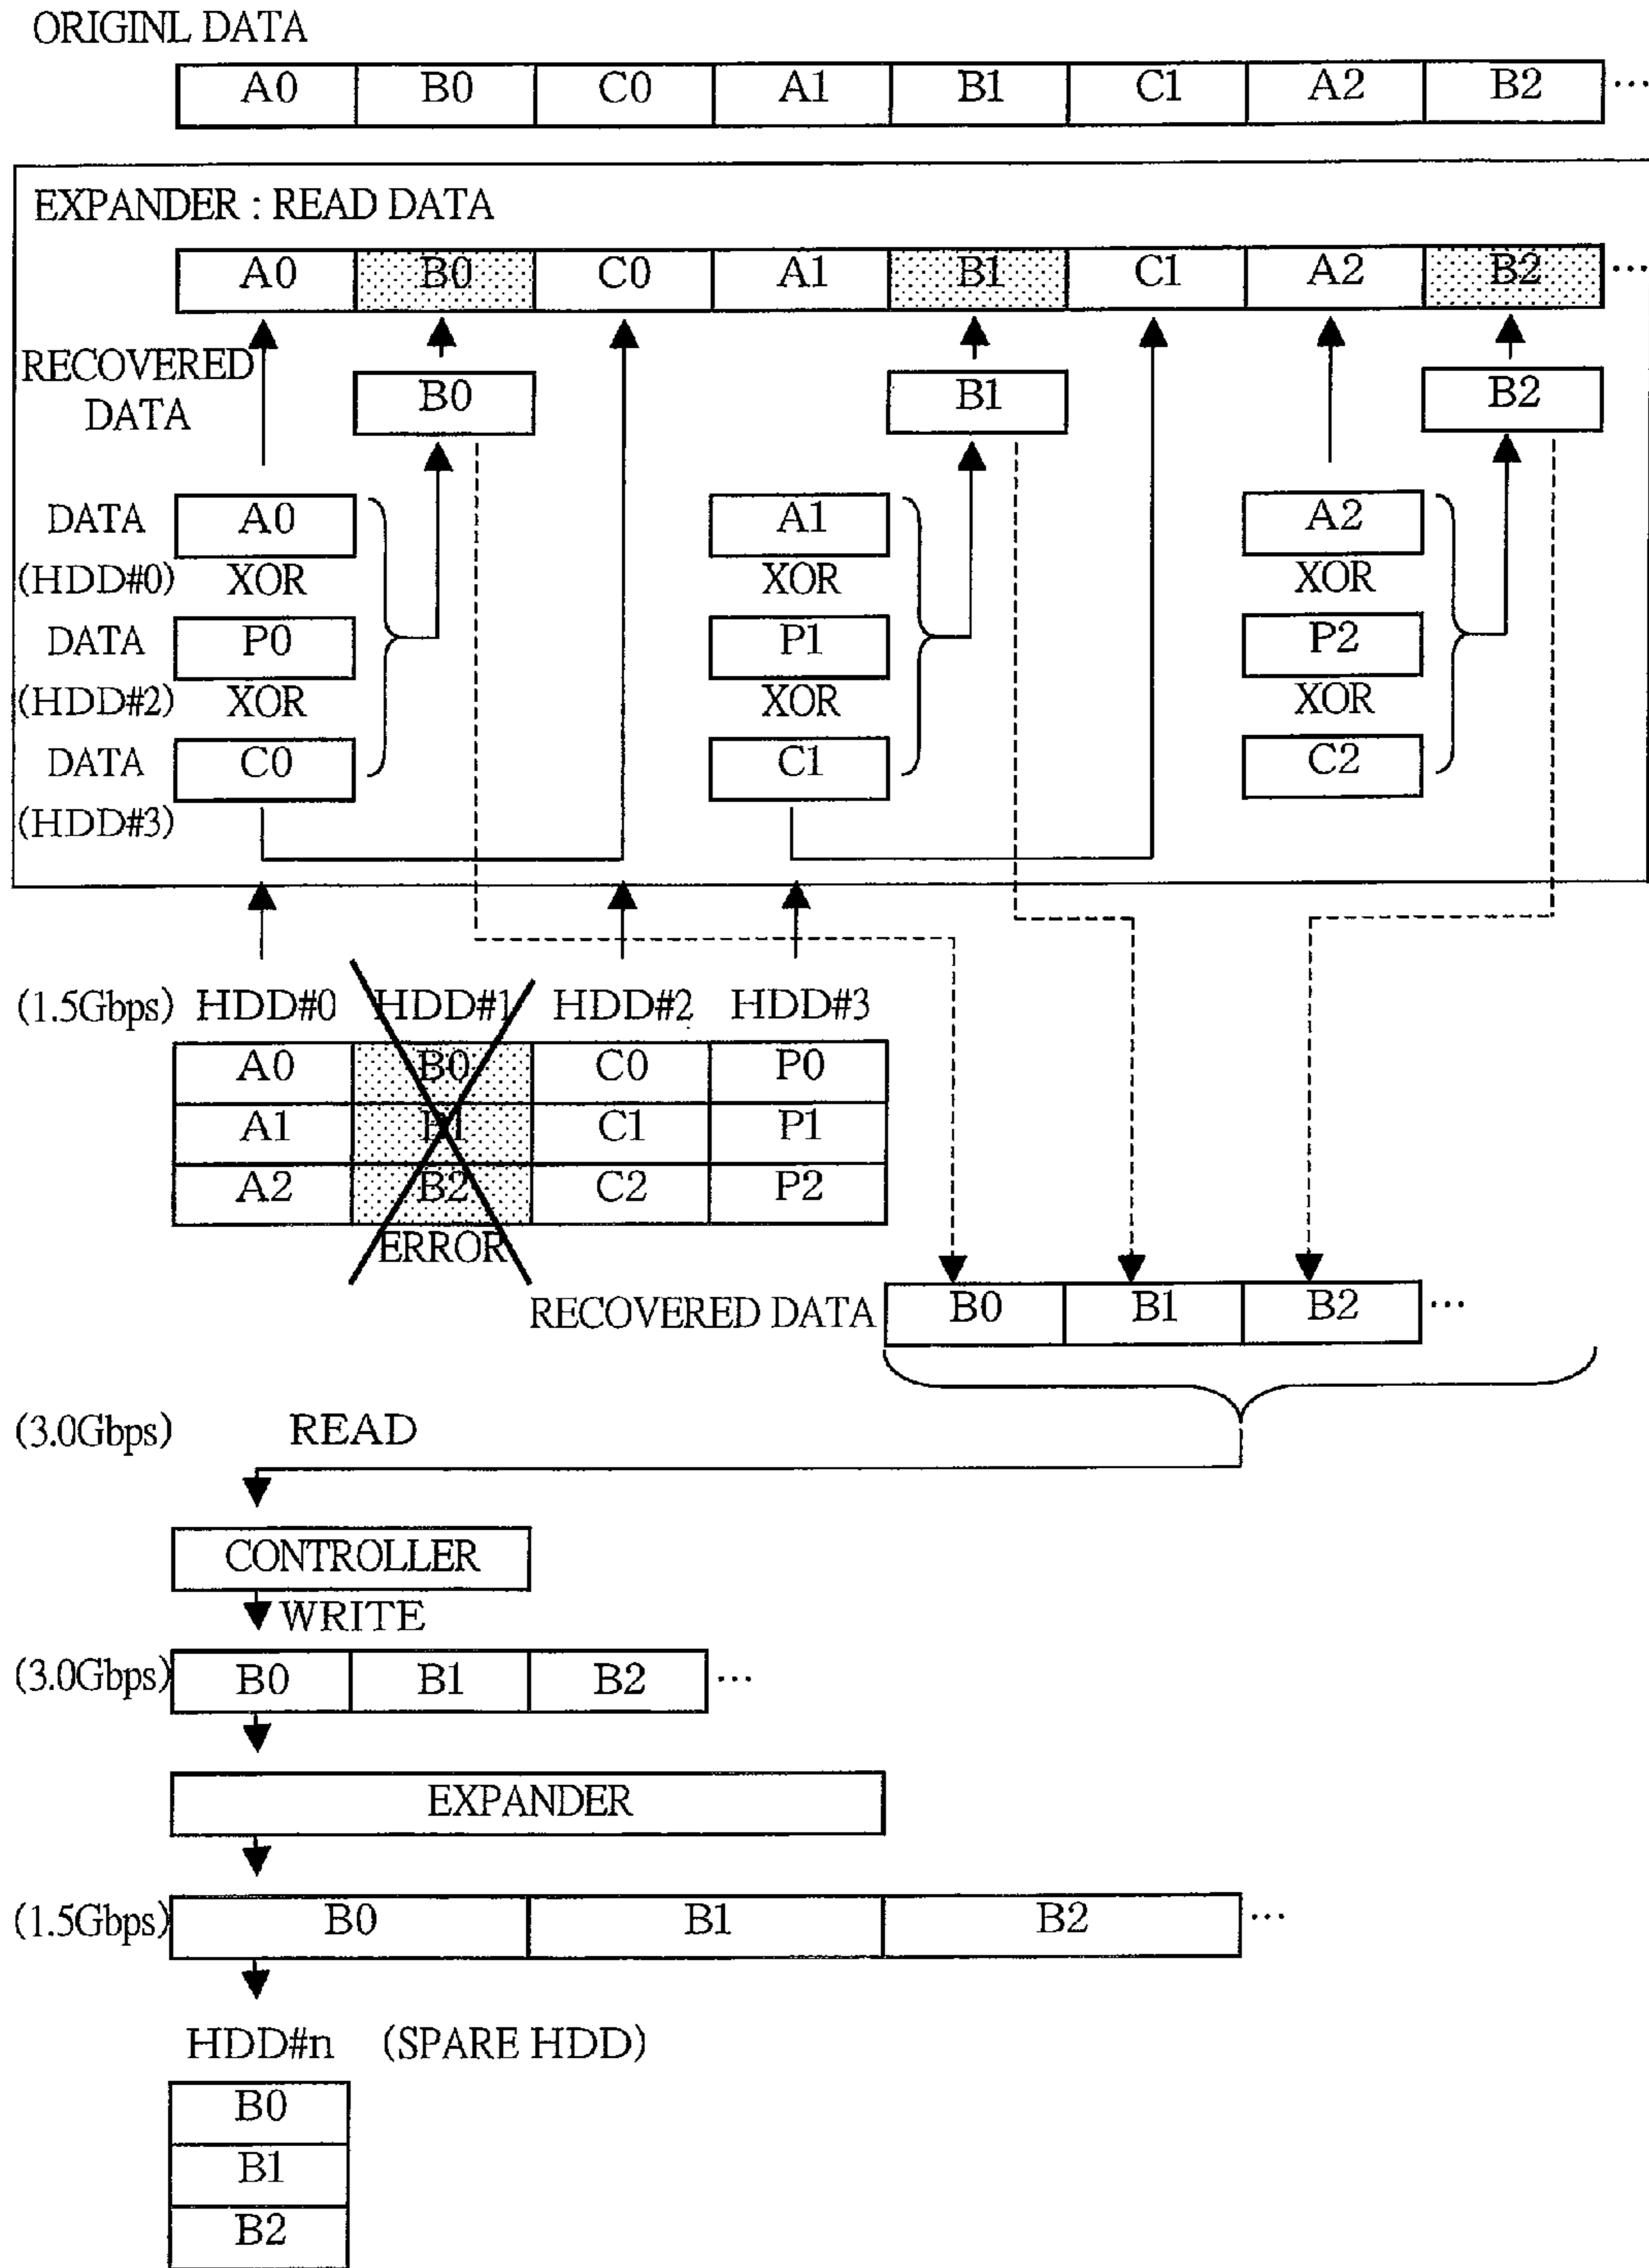 ORIGINL DATA
A0 B0 C0 A1 B1 C1 A2 B2 ...
EXPANDER : READ DATA
A0 B0 C0 A1 B1 C1 A2 B2 ...
RECOVERED DATA
B0 B1 B2
DATA A0 A1 A2
(HDD#0) XOR XOR XOR
DATA P0 P1 P2
(HDD#2) XOR XOR XOR
DATA C0 C1 C2
(HDD#3)
(1.5Gbps) HDD#0 HDD#1 HDD#2 HDD#3
A0 B0 C0 P0
A1 B1 C1 P1
A2 B2 C2 P2
ERROR
RECOVERED DATA B0 B1 B2 ...
(3.0Gbps) READ
CONTROLLER
WRITE
(3.0Gbps) B0 B1 B2 ...
EXPANDER
(1.5Gbps) B0 B1 B2 ...
HDD#n (SPARE HDD)
B0
B1
B2